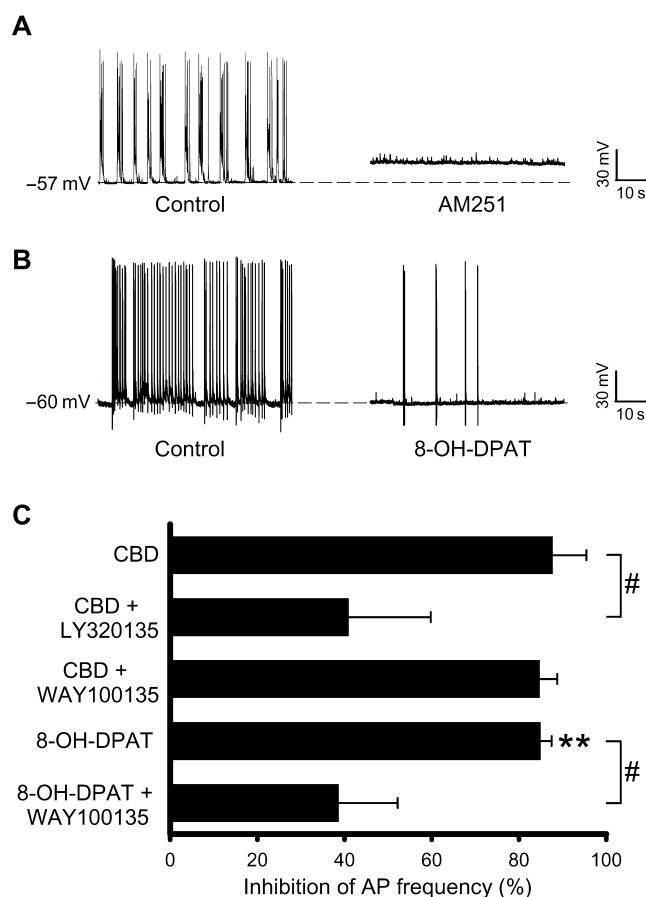 A
–57 mV
Control
AM251
30 mV
10 s
B
–60 mV
Control
8-OH-DPAT
30 mV
10 s
C
CBD
CBD +
LY320135
CBD +
WAY100135
8-OH-DPAT
8-OH-DPAT +
WAY100135
#
**
#
0 20 40 60 80 100
Inhibition of AP frequency (%)